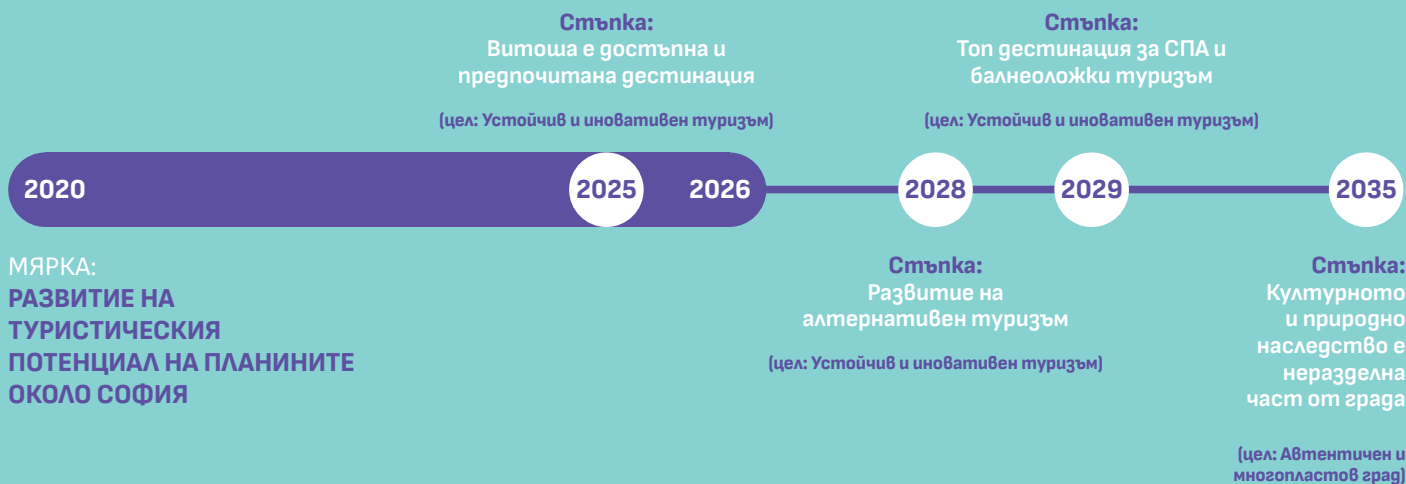 Стъпка:
Витоша е достъпна и
предпочитана дестинация
(цел: Устойчив и иновативен туризъм)
Стъпка:
Топ дестинация за СПА и
балнеоложки туризъм
(цел: Устойчив и иновативен туризъм)
2020
2025
2026
2028
2029
2035
МЯРКА:
РАЗВИТИЕ НА
ТУРИСТИЧЕСКИЯ
ПОТЕНЦИАЛ НА ПЛАНИНИТЕ
ОКОЛО СОФИЯ
Стъпка:
Развитие на
алтернативен туризъм
(цел: Устойчив и иновативен туризъм)
Стъпка:
Културното
и природно
наследство е
неразделна
част от града
(цел: Автентичен и
многопластов град)